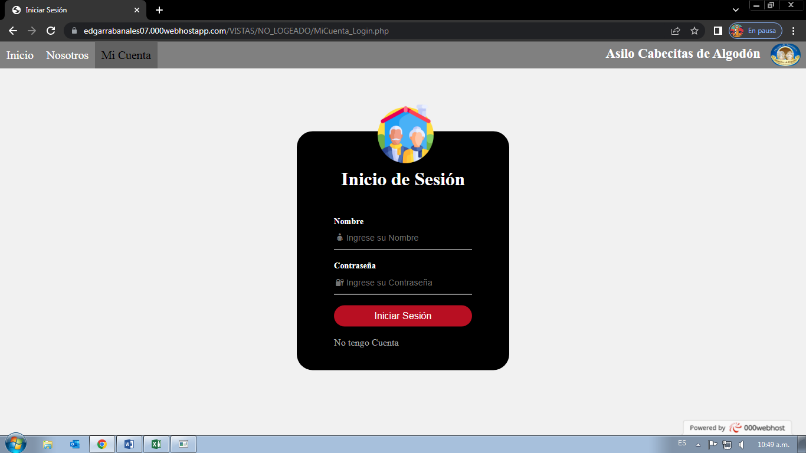 Iniciar Sesión
edgarrabanales07.000webhostapp.com/VISTAS/NO_LOGEADO/MiCuenta_Login.php
En pausa
Inicio Nosotros Mi Cuenta Asilo Cabecitas de Algodón
Inicio de Sesión
Nombre
Ingrese su Nombre
Contraseña
Ingrese su Contraseña
Iniciar Sesión
No tengo Cuenta
Powered by 000webhost
ES 10:49 a.m.